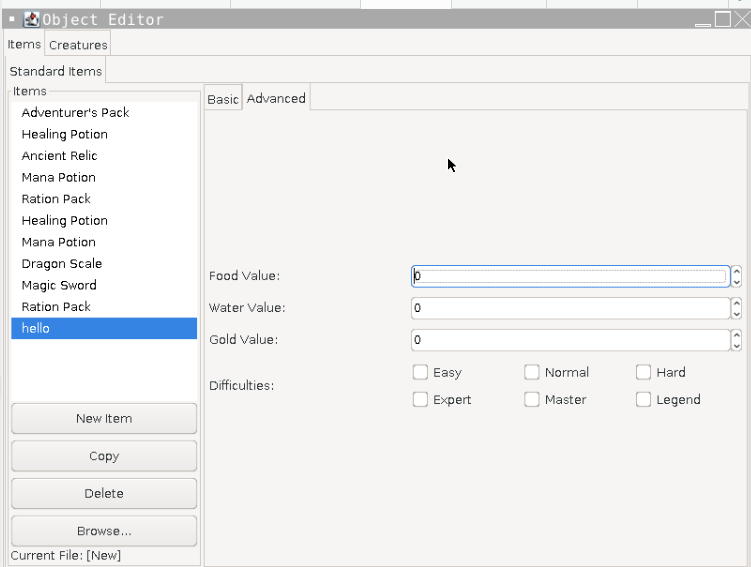 Object Editor
Items Creatures
Standard Items
Items
Adventurer's Pack
Healing Potion
Ancient Relic
Mana Potion
Ration Pack
Healing Potion
Mana Potion
Dragon Scale
Magic Sword
Ration Pack
hello
New Item
Copy
Delete
Browse...
Current File: [New]
Basic Advanced
Food Value: 0
Water Value: 0
Gold Value: 0
Difficulties:
Easy Normal Hard
Expert Master Legend